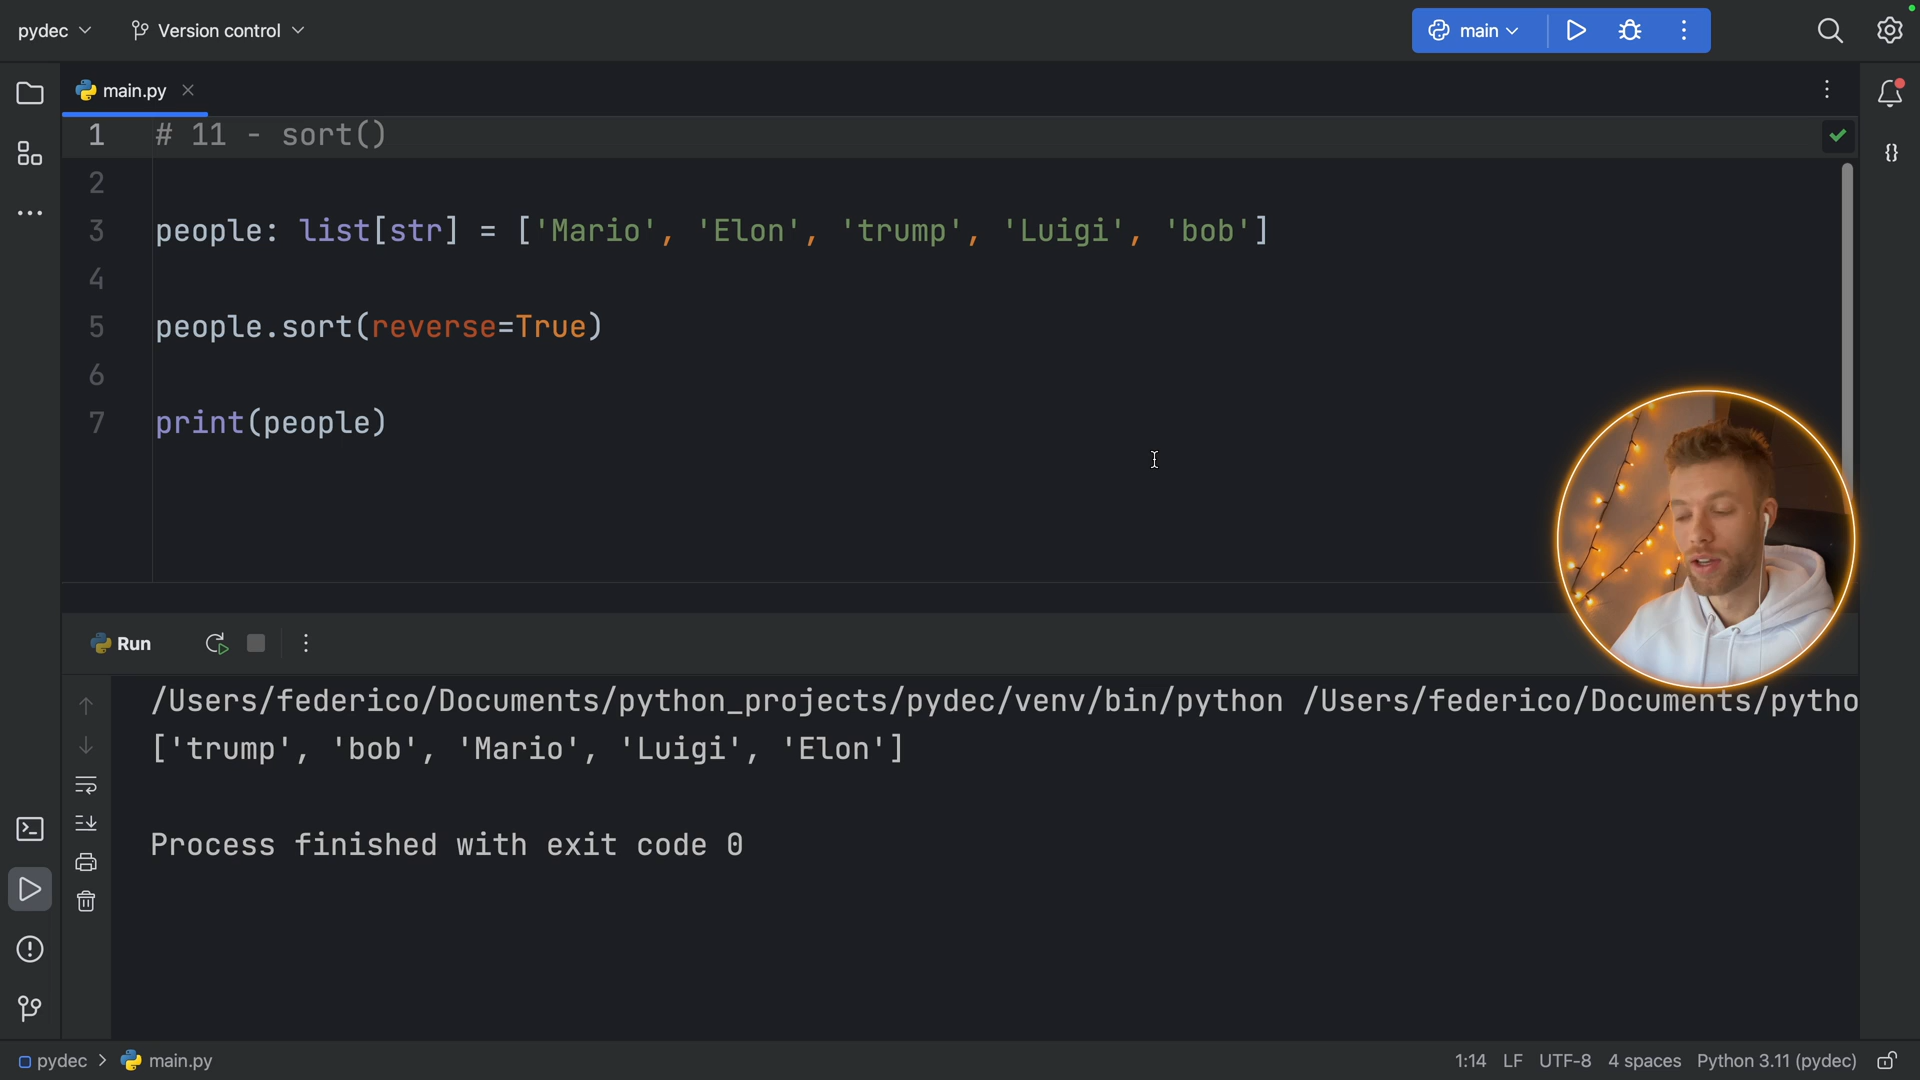 pydec
Version control
main
main.py
1 # 11 - sort()
2
3 people: list[str] = ['Mario', 'Elon', 'trump', 'Luigi', 'bob']
4
5 people.sort(reverse=True)
6
7 print(people)
Run
/Users/federico/Documents/python_projects/pydec/venv/bin/python /Users/federico/Documents/pytho
['trump', 'bob', 'Mario', 'Luigi', 'Elon']
Process finished with exit code 0
pydec > main.py
1:14 LF UTF-8 4 spaces Python 3.11 (pydec)